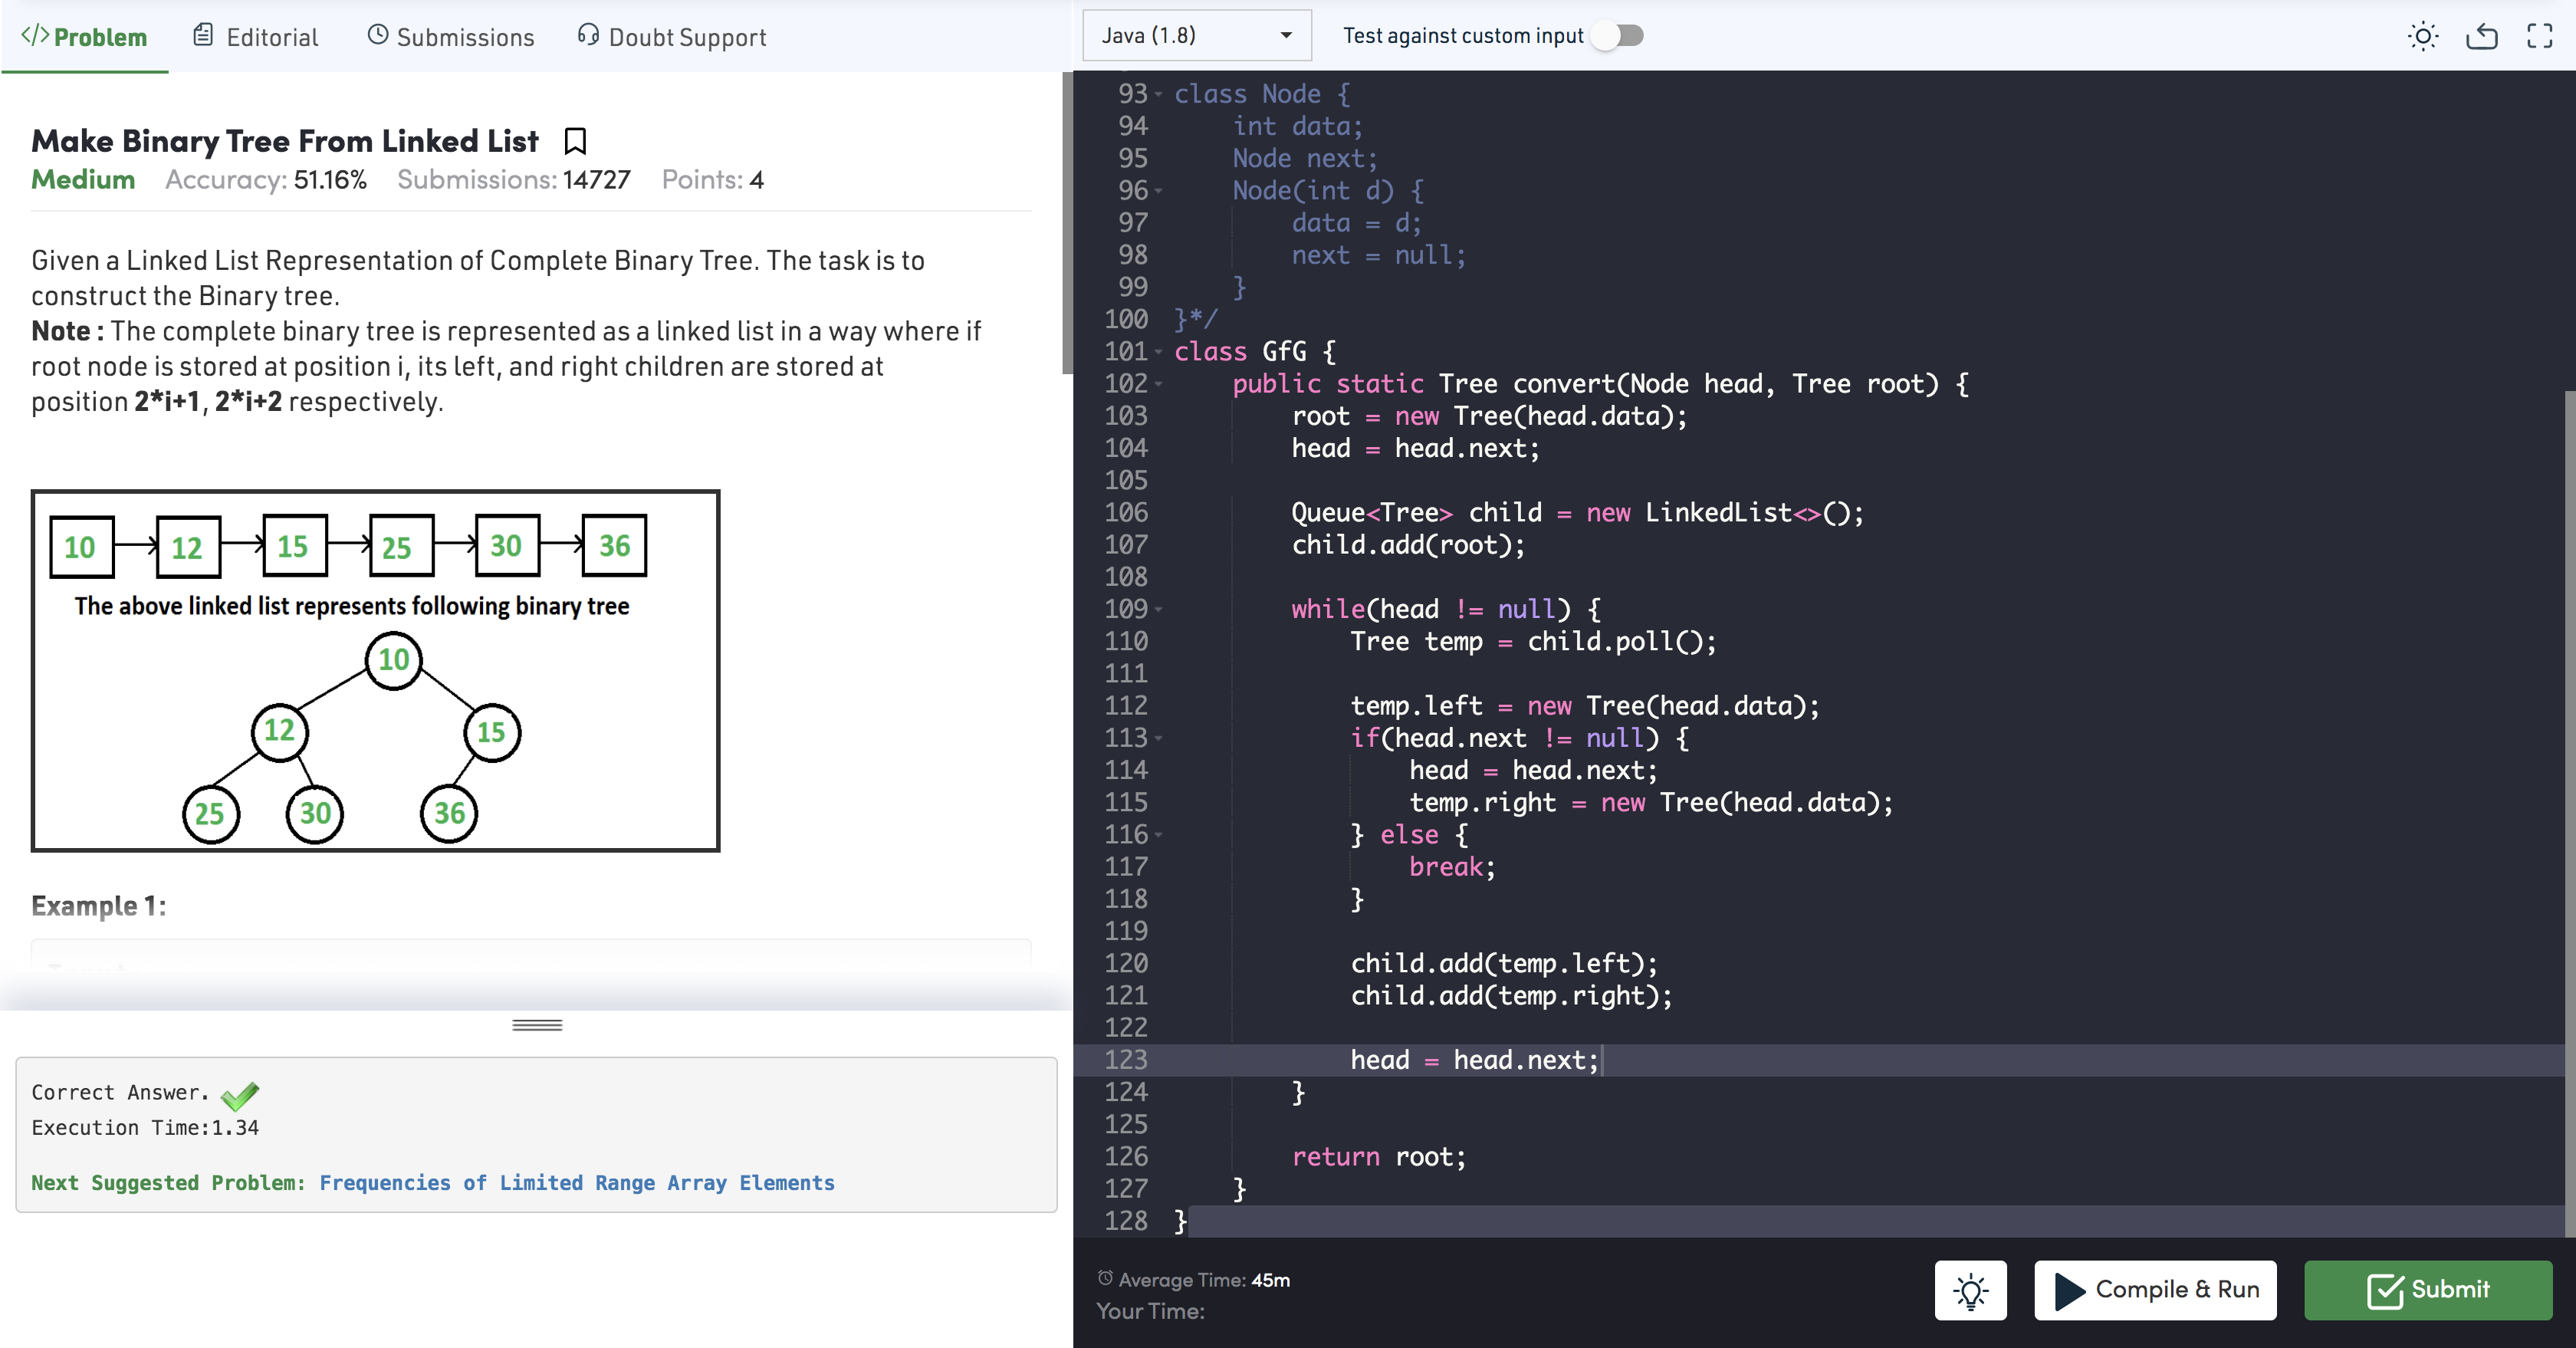 </> Problem
Editorial
Submissions
Doubt Support
Make Binary Tree From Linked List
Medium Accuracy: 51.16% Submissions: 14727 Points: 4
Given a Linked List Representation of Complete Binary Tree. The task is to
construct the Binary tree.
Note : The complete binary tree is represented as a linked list in a way where if
root node is stored at position i, its left, and right children are stored at
position 2*i+1, 2*i+2 respectively.
10 12 15 25 30 36
The above linked list represents following binary tree
10
12 15
25 30 36
Example 1:
Correct Answer.
Execution Time:1.34
Next Suggested Problem: Frequencies of Limited Range Array Elements
Java (1.8)
Test against custom input
93 class Node {
94 int data;
95 Node next;
96 Node(int d) {
97 data = d;
98 next = null;
99 }
100 }*/
101 class GfG {
102 public static Tree convert(Node head, Tree root) {
103 root = new Tree(head.data);
104 head = head.next;
105
106 Queue<Tree> child = new LinkedList<>();
107 child.add(root);
108
109 while(head != null) {
110 Tree temp = child.poll();
111
112 temp.left = new Tree(head.data);
113 if(head.next != null) {
114 head = head.next;
115 temp.right = new Tree(head.data);
116 } else {
117 break;
118 }
119
120 child.add(temp.left);
121 child.add(temp.right);
122
123 head = head.next;
124 }
125
126 return root;
127 }
128 }
Average Time: 45m
Your Time:
Compile & Run
Submit